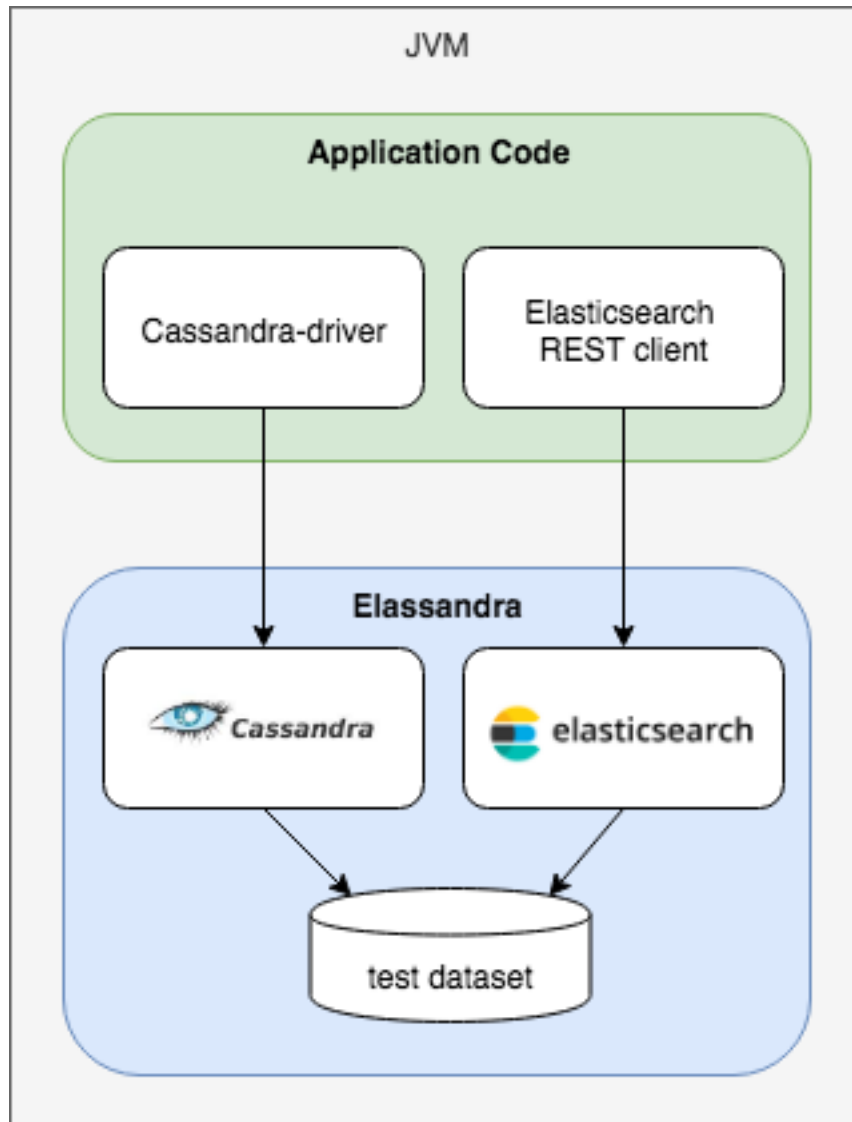 JVM
Application Code
Cassandra-driver
Elasticsearch
REST client
Elassandra
Cassandra
elasticsearch
test dataset